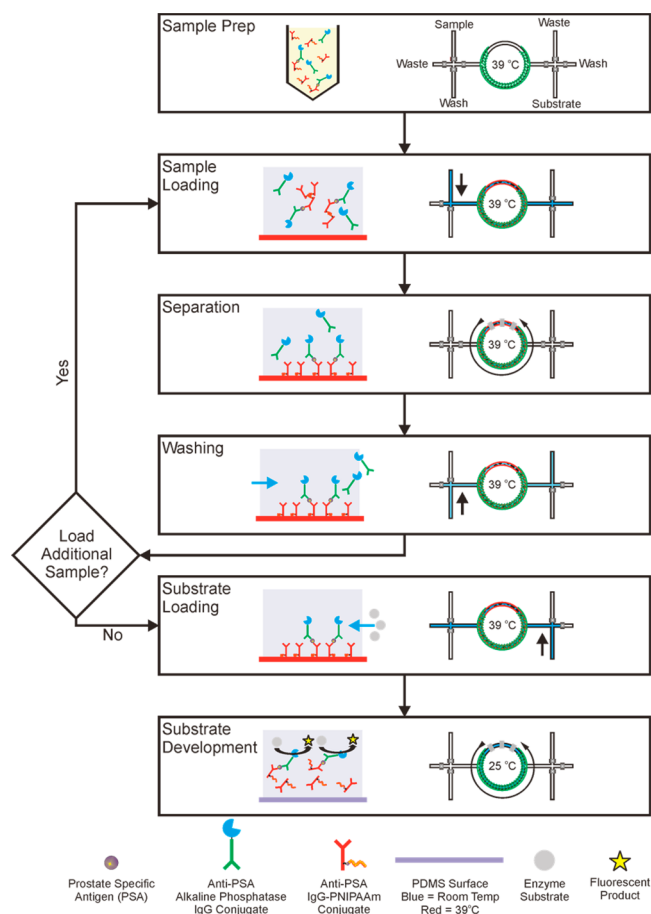 Sample Prep
Sample
Waste
Waste
39 °C
Wash
Wash
Substrate
Sample
Loading
39 °C
Separation
39 °C
Yes
Washing
39 °C
Load
Additional
Sample?
No
Substrate
Loading
39 °C
Substrate
Development
25 °C
Prostate Specific
Antigen (PSA)
Anti-PSA
Alkaline Phosphatase
IgG Conjugate
Anti-PSA
IgG-PNIPAAm
Conjugate
PDMS Surface
Blue = Room Temp
Red = 39°C
Enzyme
Substrate
Fluorescent
Product